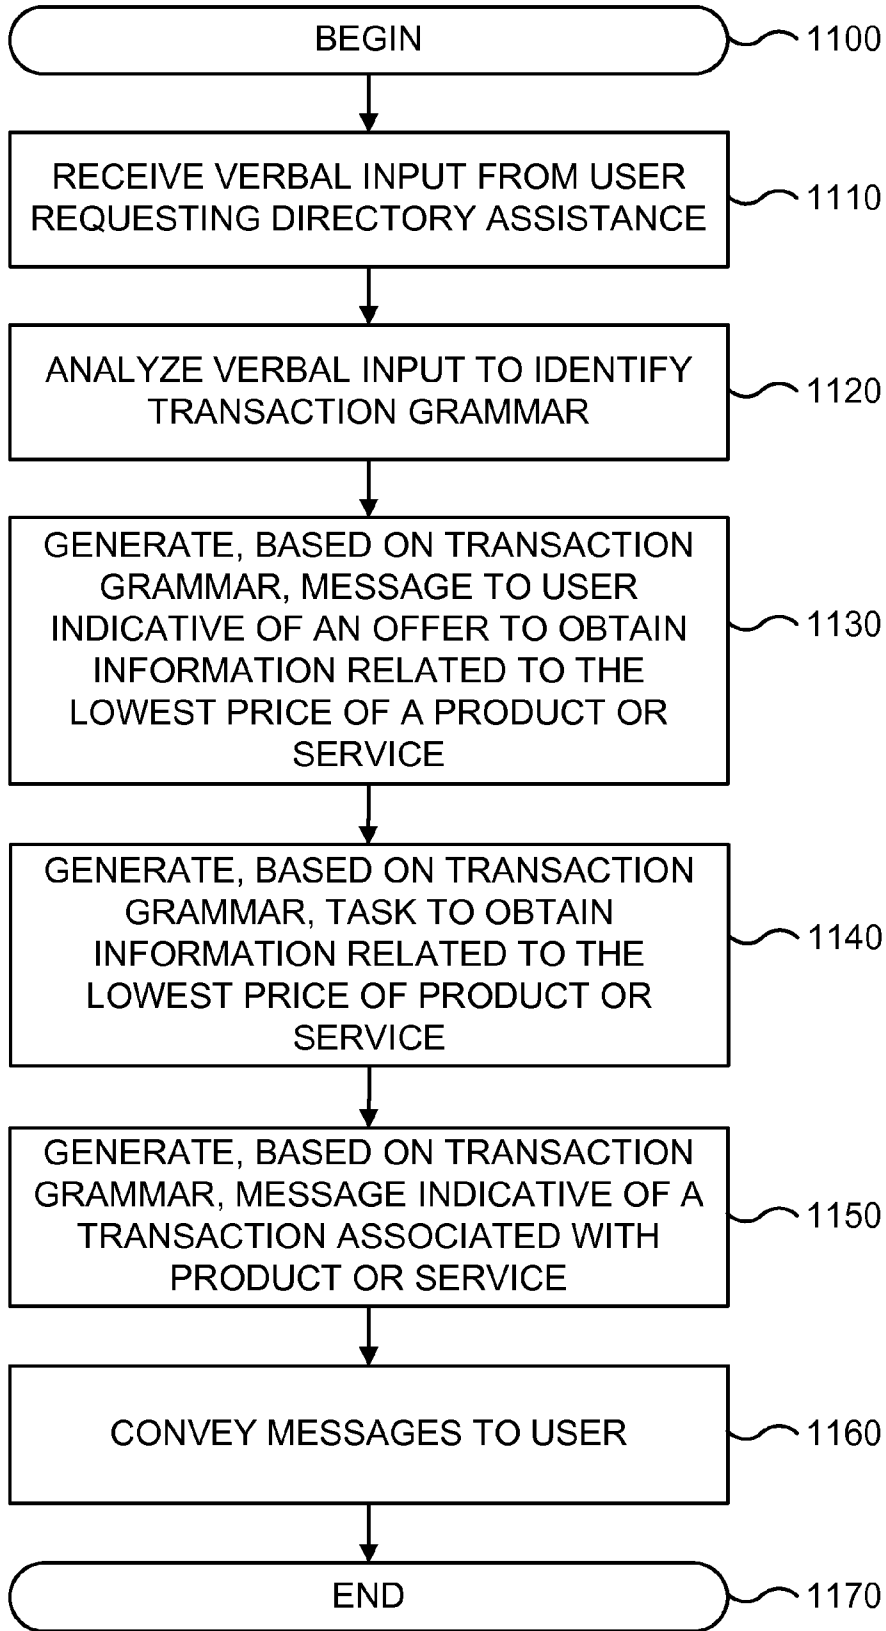 BEGIN
1100
RECEIVE VERBAL INPUT FROM USER
REQUESTING DIRECTORY ASSISTANCE
1110
ANALYZE VERBAL INPUT TO IDENTIFY
TRANSACTION GRAMMAR
1120
GENERATE, BASED ON TRANSACTION
GRAMMAR, MESSAGE TO USER
INDICATIVE OF AN OFFER TO OBTAIN
INFORMATION RELATED TO THE
LOWEST PRICE OF A PRODUCT OR
SERVICE
1130
GENERATE, BASED ON TRANSACTION
GRAMMAR, TASK TO OBTAIN
INFORMATION RELATED TO THE
LOWEST PRICE OF PRODUCT OR
SERVICE
1140
GENERATE, BASED ON TRANSACTION
GRAMMAR, MESSAGE INDICATIVE OF A
TRANSACTION ASSOCIATED WITH
PRODUCT OR SERVICE
1150
CONVEY MESSAGES TO USER
1160
END
1170